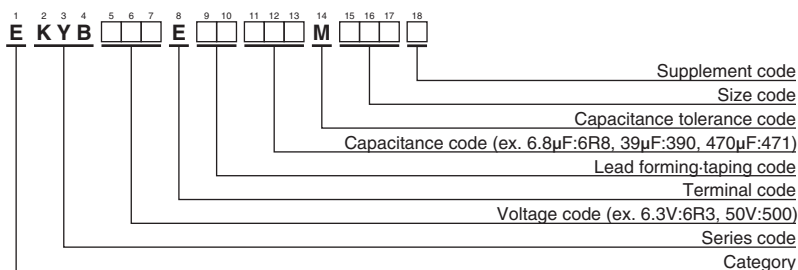 1 2 3 4 5 6 7 8 9 10 11 12 13 14 15 16 17 18
E K Y B E M
Supplement code
Size code
Capacitance tolerance code
Capacitance code (ex. 6.8μF:6R8, 39μF:390, 470μF:471)
Lead forming·taping code
Terminal code
Voltage code (ex. 6.3V:6R3, 50V:500)
Series code
Category